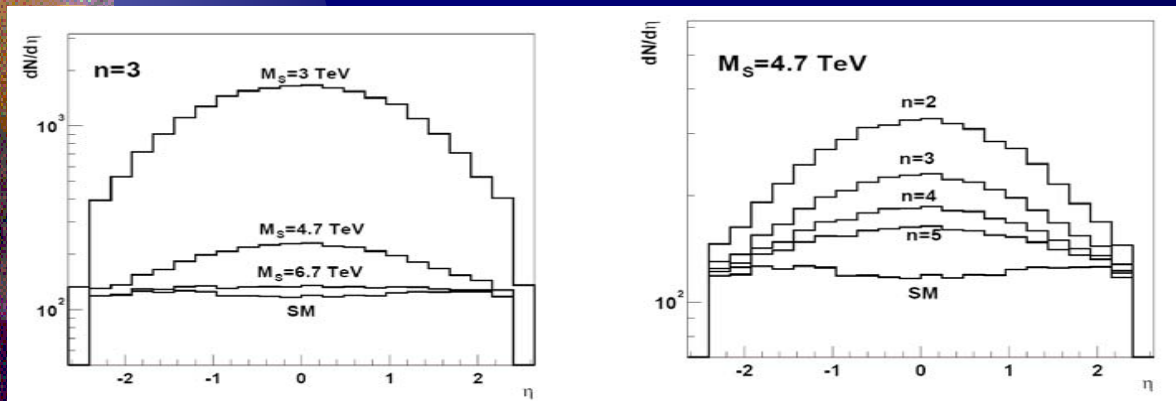 dN/dη
n=3
M_S=3 TeV
10³
M_S=4.7 TeV
M_S=6.7 TeV
10²
SM
-2 -1 0 1 2
η
dN/dη
M_S=4.7 TeV
n=2
n=3
n=4
n=5
10²
SM
-2 -1 0 1 2
η